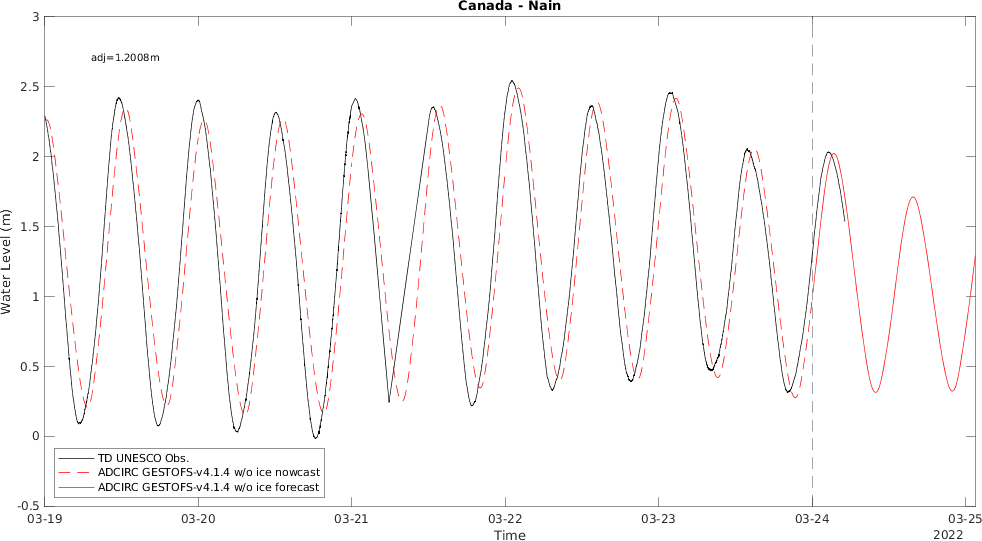 Canada - Nain
adj=1.2008m
Water Level (m)
3
2.5
2
1.5
1
0.5
0
-0.5
TD UNESCO Obs.
ADCIRC GESTOFS-v4.1.4 w/o ice nowcast
ADCIRC GESTOFS-v4.1.4 w/o ice forecast
03-19 03-20 03-21 03-22 03-23 03-24 03-25
Time
2022